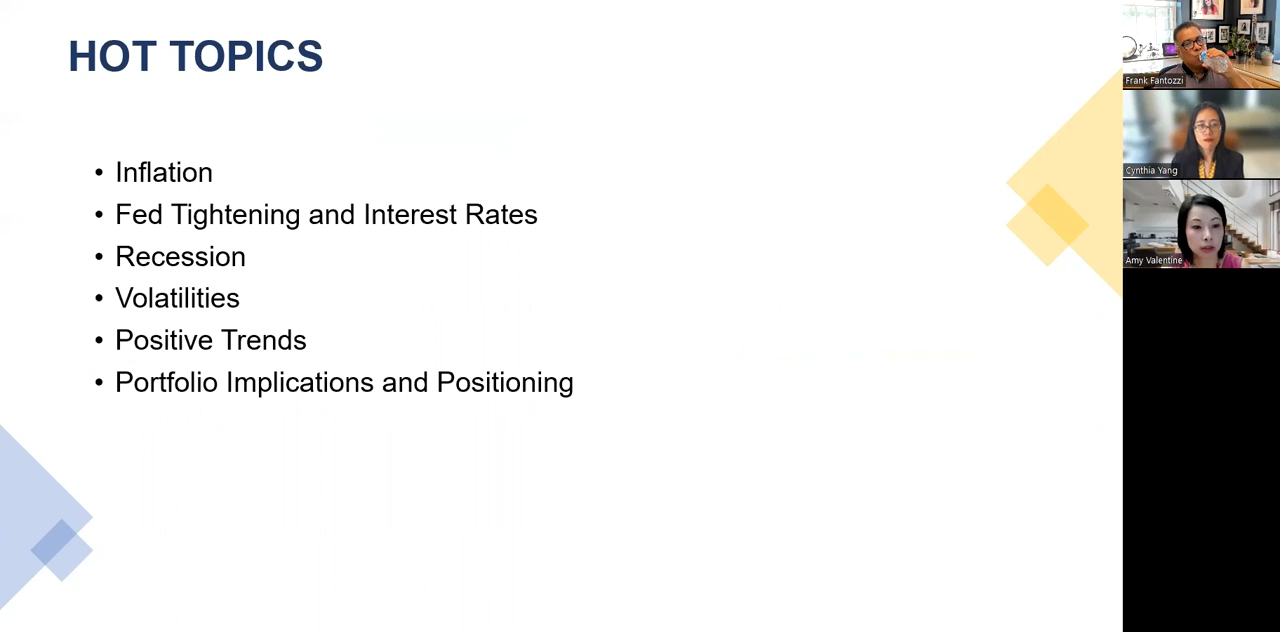 HOT TOPICS
• Inflation
• Fed Tightening and Interest Rates
• Recession
• Volatilities
• Positive Trends
• Portfolio Implications and Positioning
Frank Fantozzi
Cynthia Yang
Amy Valentine